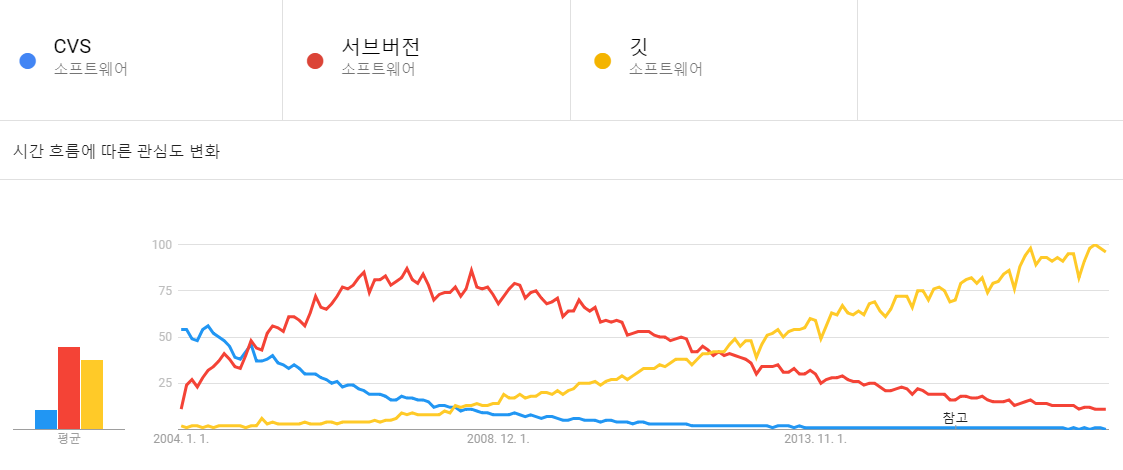 CVS
소프트웨어
서브버전
소프트웨어
깃
소프트웨어
시간 흐름에 따른 관심도 변화
100
75
50
25
참고
평균
2004. 1. 1.
2008. 12. 1.
2013. 11. 1.